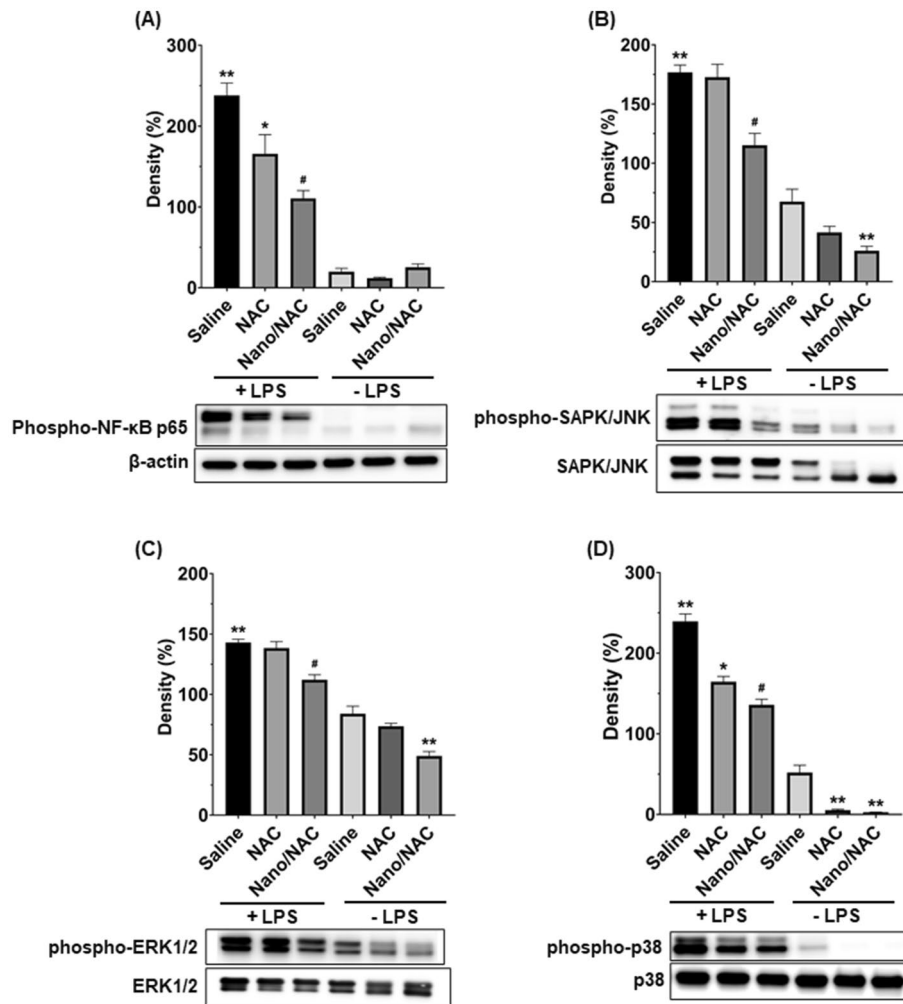 (A)
300
200
100
0
Density (%)
**
*
#
Saline
NAC
Nano/NAC
Saline
NAC
Nano/NAC
+ LPS
- LPS
Phospho-NF-κB p65
β-actin
(B)
200
150
100
50
0
Density (%)
**
#
**
Saline
NAC
Nano/NAC
Saline
NAC
Nano/NAC
+ LPS
- LPS
phospho-SAPK/JNK
SAPK/JNK
(C)
200
150
100
50
0
Density (%)
**
#
**
Saline
NAC
Nano/NAC
Saline
NAC
Nano/NAC
+ LPS
- LPS
phospho-ERK1/2
ERK1/2
(D)
300
200
100
0
Density (%)
**
*
#
**
**
Saline
NAC
Nano/NAC
Saline
NAC
Nano/NAC
+ LPS
- LPS
phospho-p38
p38